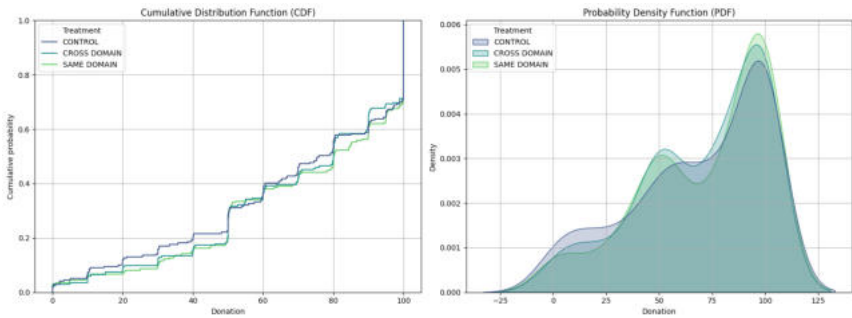 Cumulative Distribution Function (CDF)
Treatment
CONTROL
CROSS DOMAIN
SAME DOMAIN
Cumulative probability
1.0
0.8
0.6
0.4
0.2
0.0
0 20 40 60 80 100
Donation
Probability Density Function (PDF)
Treatment
CONTROL
CROSS DOMAIN
SAME DOMAIN
Density
0.006
0.005
0.004
0.003
0.002
0.001
0.000
−25 0 25 50 75 100 125
Donation